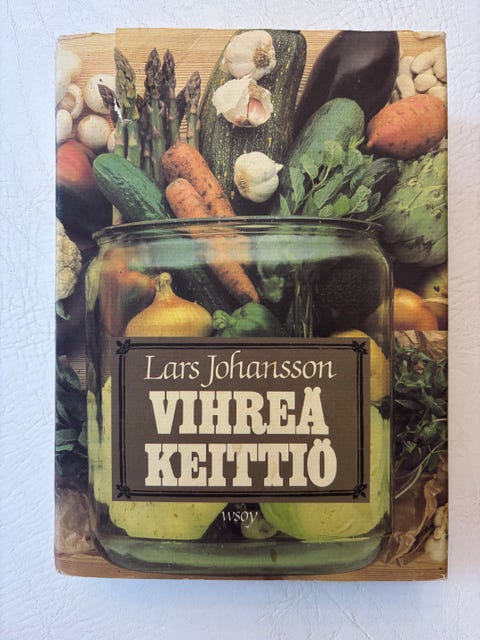 Lars Johansson
VIHREÄ
KEITTIÖ
wsoy